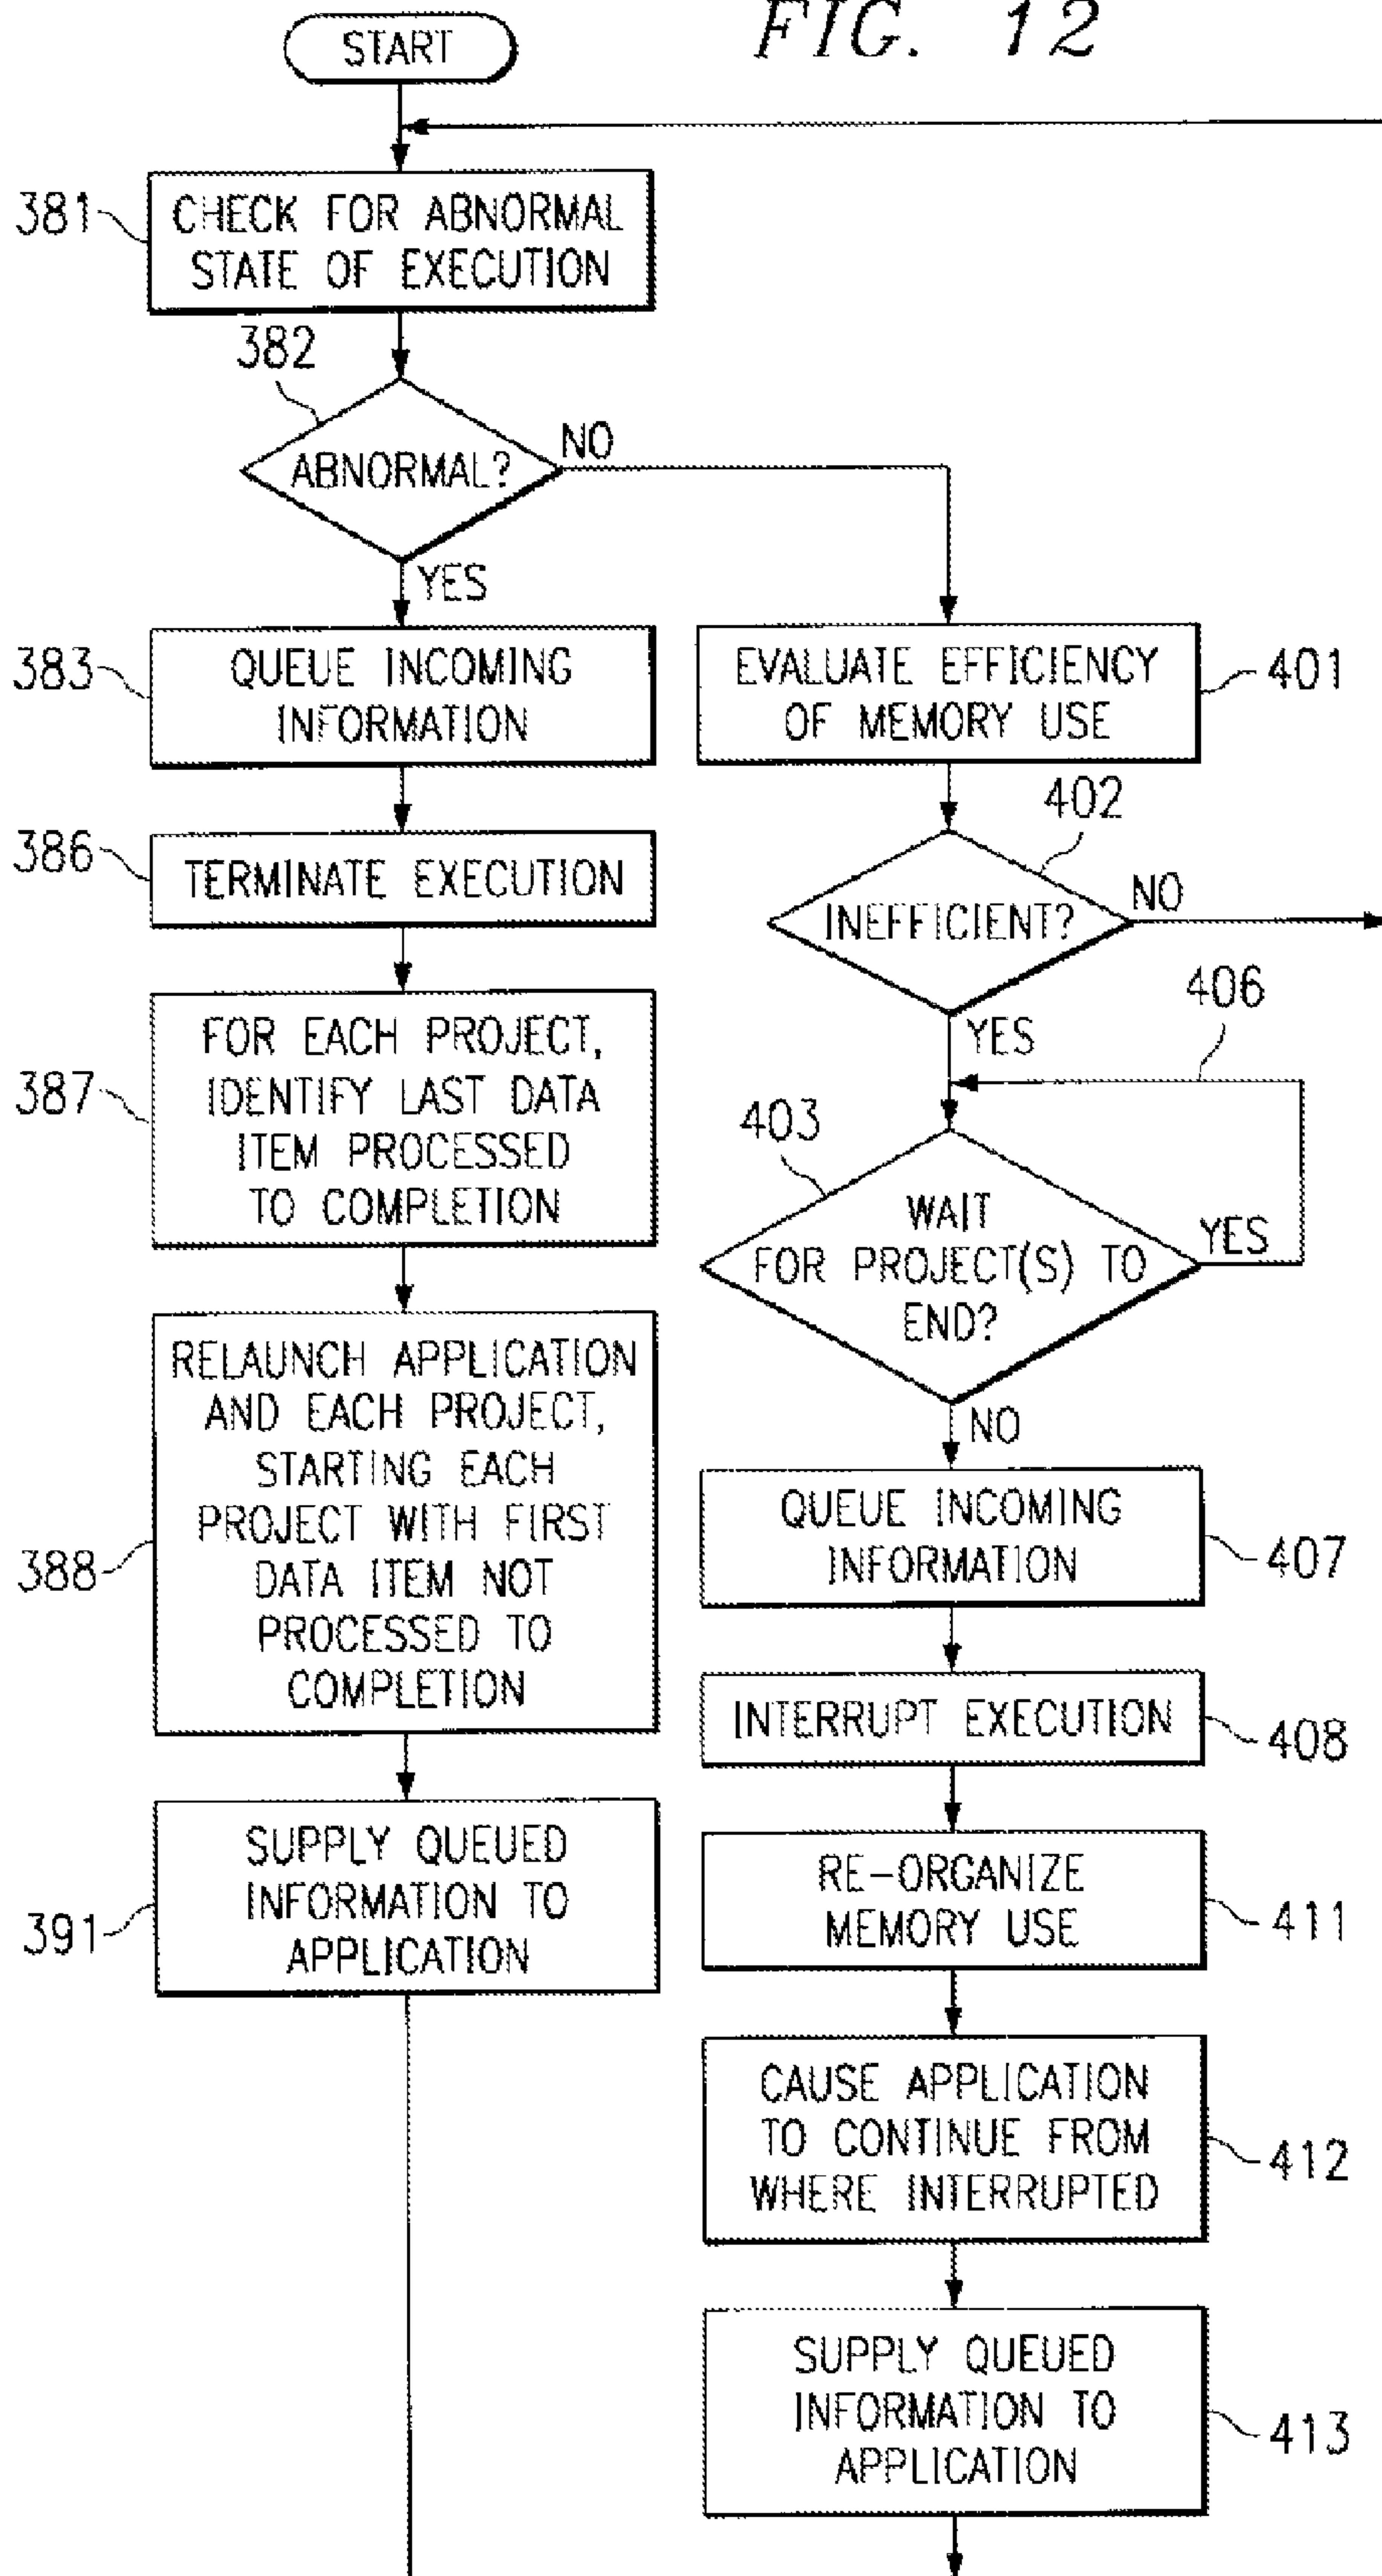 FIG. 12
START
381
CHECK FOR ABNORMAL
STATE OF EXECUTION
382
ABNORMAL?
NO
YES
383
QUEUE INCOMING
INFORMATION
386
TERMINATE EXECUTION
387
FOR EACH PROJECT,
IDENTIFY LAST DATA
ITEM PROCESSED
TO COMPLETION
388
RELAUNCH APPLICATION
AND EACH PROJECT,
STARTING EACH
PROJECT WITH FIRST
DATA ITEM NOT
PROCESSED TO
COMPLETION
391
SUPPLY QUEUED
INFORMATION TO
APPLICATION
EVALUATE EFFICIENCY
OF MEMORY USE
401
402
INEFFICIENT?
NO
YES
406
403
WAIT
FOR PROJECT(S) TO
END?
YES
NO
QUEUE INCOMING
INFORMATION
407
INTERRUPT EXECUTION
408
RE-ORGANIZE
MEMORY USE
411
CAUSE APPLICATION
TO CONTINUE FROM
WHERE INTERRUPTED
412
SUPPLY QUEUED
INFORMATION TO
APPLICATION
413